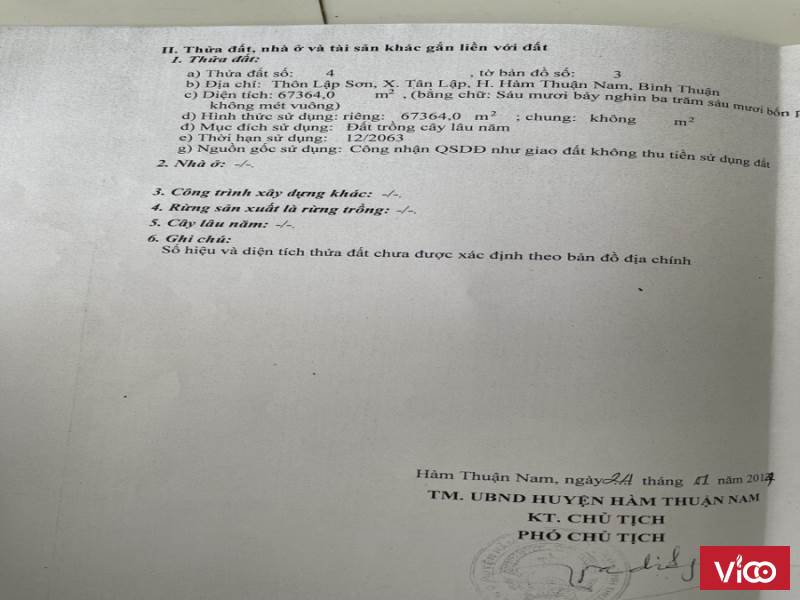 II. Thửa đất, nhà ở và tài sản khác gắn liền với đất
1. Thửa đất:
a) Thửa đất số: 4 , tờ bản đồ số: 3
b) Địa chỉ: Thôn Lập Sơn, X. Tân Lập, H. Hàm Thuận Nam, Bình Thuận
c) Diện tích: 67364,0 m² , (bằng chữ: Sáu mươi bảy nghìn ba trăm sáu mươi bốn
không mét vuông)
d) Hình thức sử dụng: riêng: 67364,0 m² ; chung: không m²
đ) Mục đích sử dụng: Đất trồng cây lâu năm
e) Thời hạn sử dụng: 12/2063
g) Nguồn gốc sử dụng: Công nhận QSDĐ như giao đất không thu tiền sử dụng đất
2. Nhà ở: -/-.
3. Công trình xây dựng khác: -/-.
4. Rừng sản xuất là rừng trồng: -/-.
5. Cây lâu năm: -/-.
6. Ghi chú:
Số hiệu và diện tích thửa đất chưa được xác định theo bản đồ địa chính
Hàm Thuận Nam, ngày tháng 01 năm 2014
TM. UBND HUYỆN HÀM THUẬN NAM
KT. CHỦ TỊCH
PHÓ CHỦ TỊCH
Vico